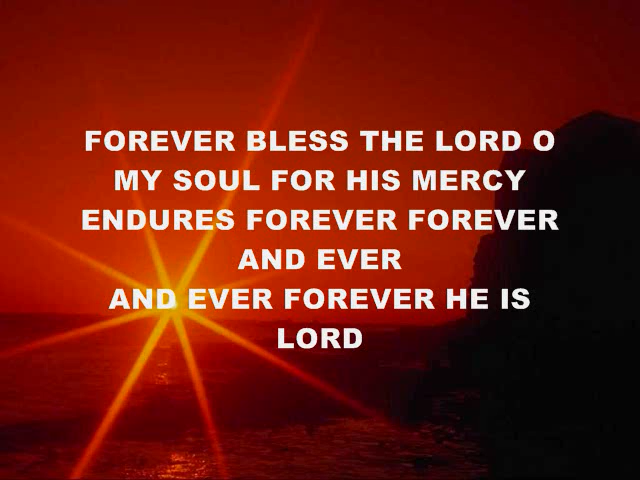 FOREVER BLESS THE LORD O
MY SOUL FOR HIS MERCY
ENDURES FOREVER FOREVER
AND EVER
AND EVER FOREVER HE IS
LORD